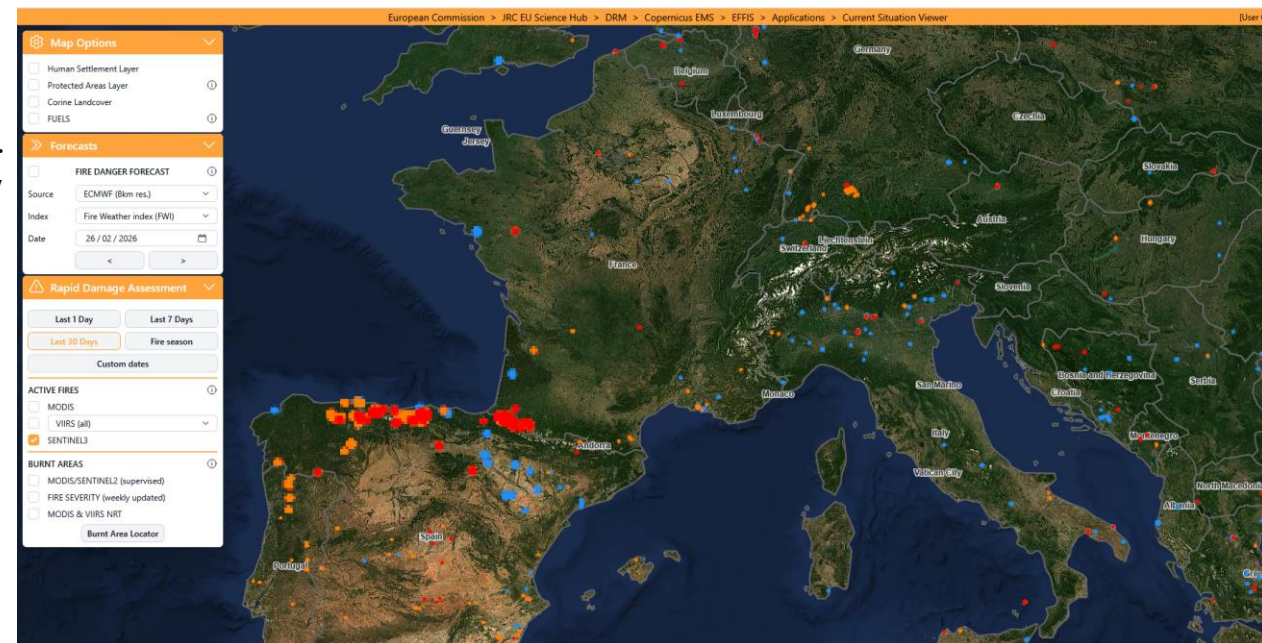 European Commission > JRC EU Science Hub > DRM > Copernicus EMS > EFFIS > Applications > Current Situation Viewer
[User
Map Options
Human Settlement Layer
Protected Areas Layer
Corine Landcover
FUELS
Forecasts
FIRE DANGER FORECAST
Source ECMWF (8km res.)
Index Fire Weather index (FWI)
Date 26 / 02 / 2026
< >
Rapid Damage Assessment
Last 1 Day Last 7 Days
Last 30 Days Fire season
Custom dates
ACTIVE FIRES
MODIS
VIIRS (all)
SENTINEL3
BURNT AREAS
MODIS/SENTINEL2 (supervised)
FIRE SEVERITY (weekly updated)
MODIS & VIIRS NRT
Burnt Area Locator
Germany
Belgium
Luxembourg
Czechia
Guernsey
Jersey
Slovakia
Austria
Liechtenstein
Switzerland
Hungary
France
Slovenia
Bosnia and Herzegovina
Serbia
San Marino
Monaco
Croatia
Italy
Montenegro
Andorra
Vatican City
North Macedonia
Albania
Spain
Portugal